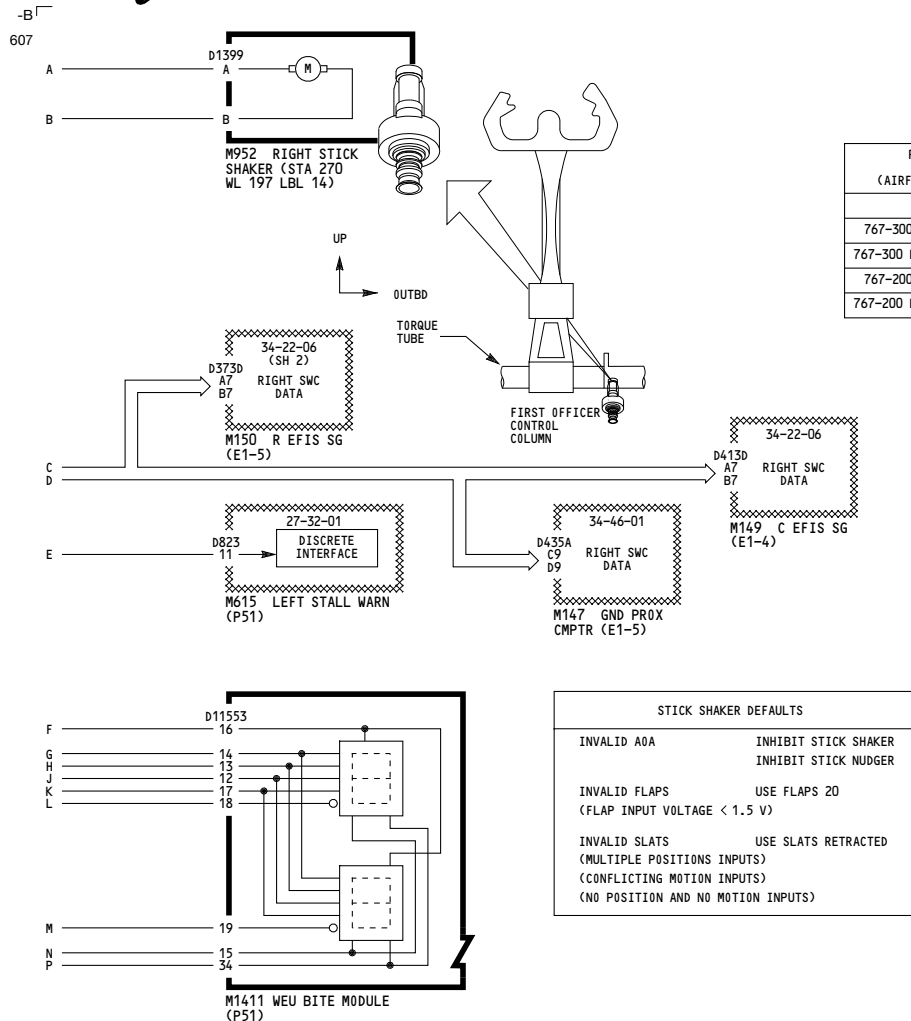 -B
607
D1399
A A M
B B
M952 RIGHT STICK
SHAKER (STA 270
WL 197 LBL 14)
(AIRF
767-300
767-300
767-200
767-200
UP
OUTBD
TORQUE
TUBE
FIRST OFFICER
CONTROL
COLUMN
34-22-06
(SH 2)
D373D
A7
B7
RIGHT SWC
DATA
M150 R EFIS SG
(E1-5)
C
D
34-22-06
D413D
A7
B7
RIGHT SWC
DATA
M149 C EFIS SG
(E1-4)
27-32-01
D823
E 11
DISCRETE
INTERFACE
M615 LEFT STALL WARN
(P51)
34-46-01
D435A
C9
D9
RIGHT SWC
DATA
M147 GND PROX
CMPTR (E1-5)
D11553
F 16
G 14
H 13
J 12
K 17
L 18
M 19
N 15
P 34
M1411 WEU BITE MODULE
(P51)
STICK SHAKER DEFAULTS
INVALID AOA INHIBIT STICK SHAKER
INHIBIT STICK NUDGER
INVALID FLAPS USE FLAPS 20
(FLAP INPUT VOLTAGE < 1.5 V)
INVALID SLATS USE SLATS RETRACTED
(MULTIPLE POSITIONS INPUTS)
(CONFLICTING MOTION INPUTS)
(NO POSITION AND NO MOTION INPUTS)